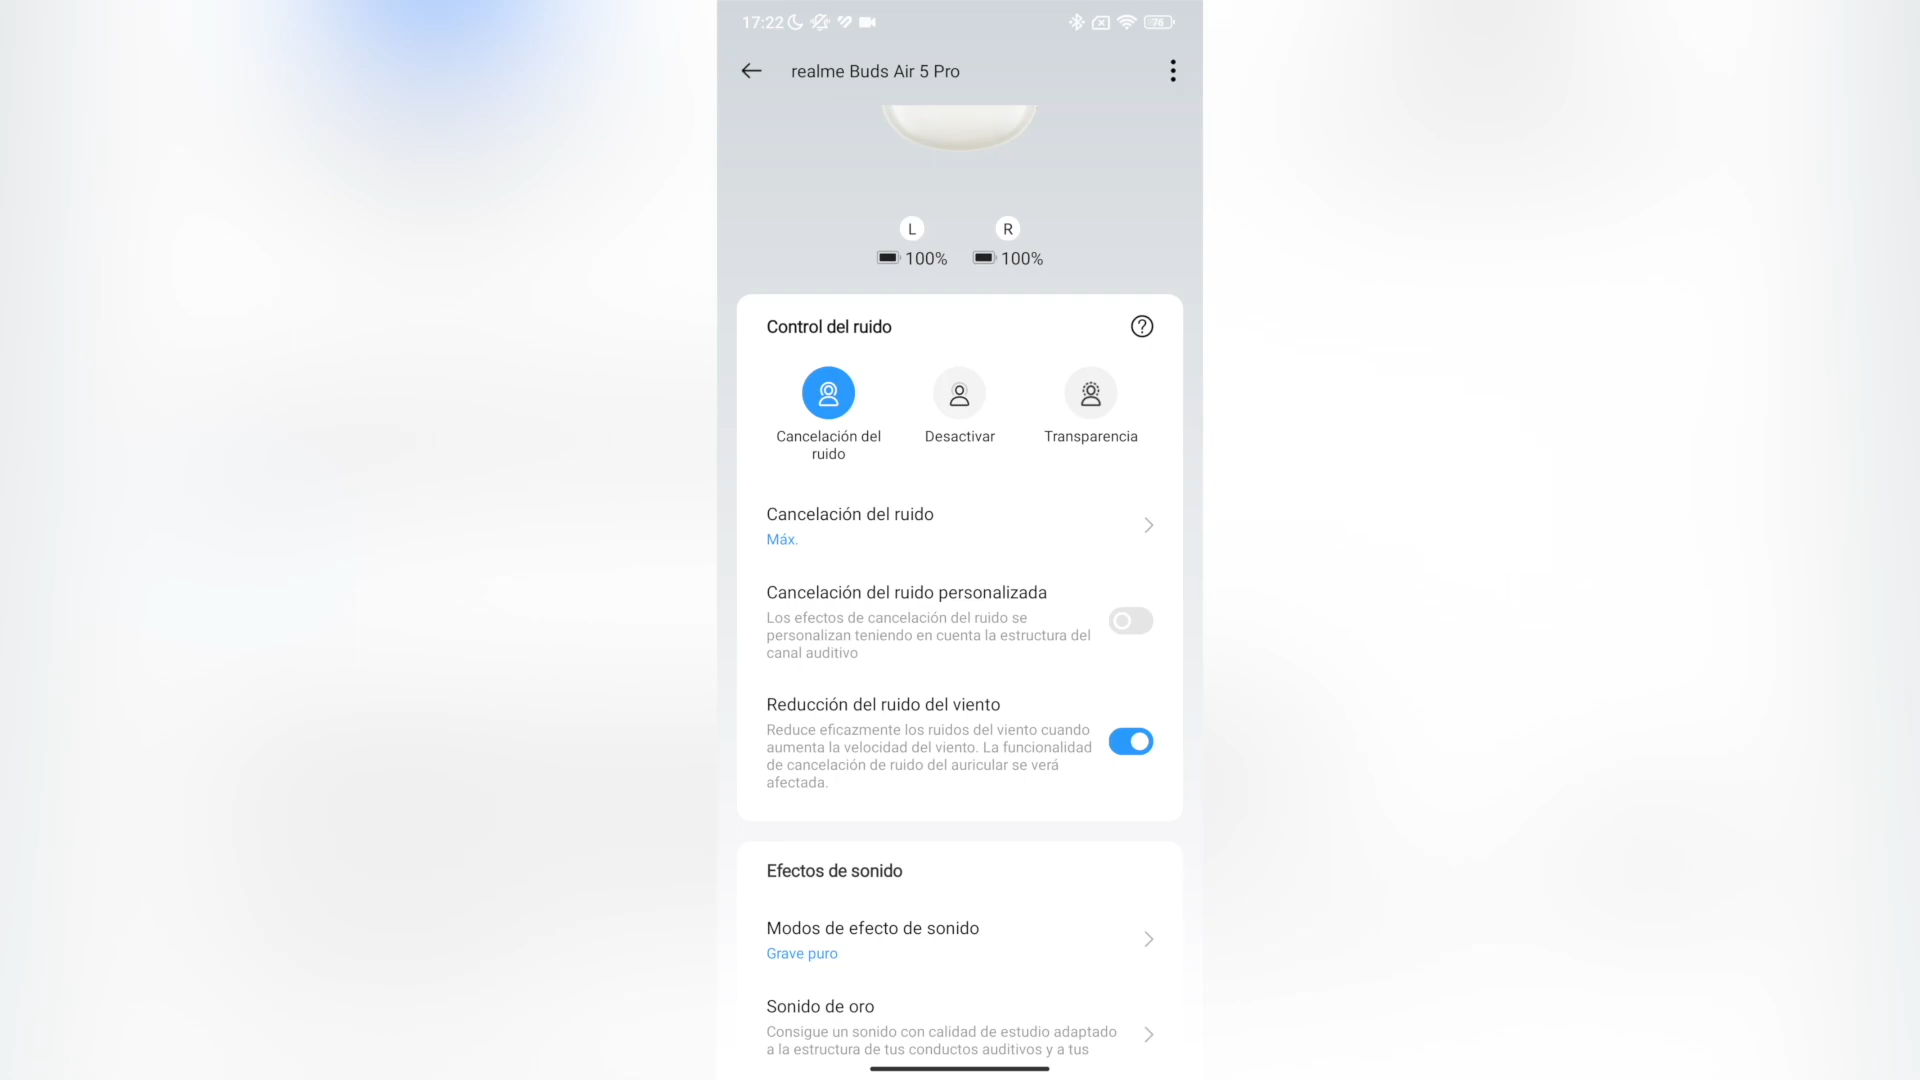 17:22
78
realme Buds Air 5 Pro
L R
100% 100%
Control del ruido
Cancelación del
ruido
Desactivar
Transparencia
Cancelación del ruido
Máx.
Cancelación del ruido personalizada
Los efectos de cancelación del ruido se
personalizan teniendo en cuenta la estructura del
canal auditivo
Reducción del ruido del viento
Reduce eficazmente los ruidos del viento cuando
aumenta la velocidad del viento. La funcionalidad
de cancelación de ruido del auricular se verá
afectada.
Efectos de sonido
Modos de efecto de sonido
Grave puro
Sonido de oro
Consigue un sonido con calidad de estudio adaptado
a la estructura de tus conductos auditivos y a tus